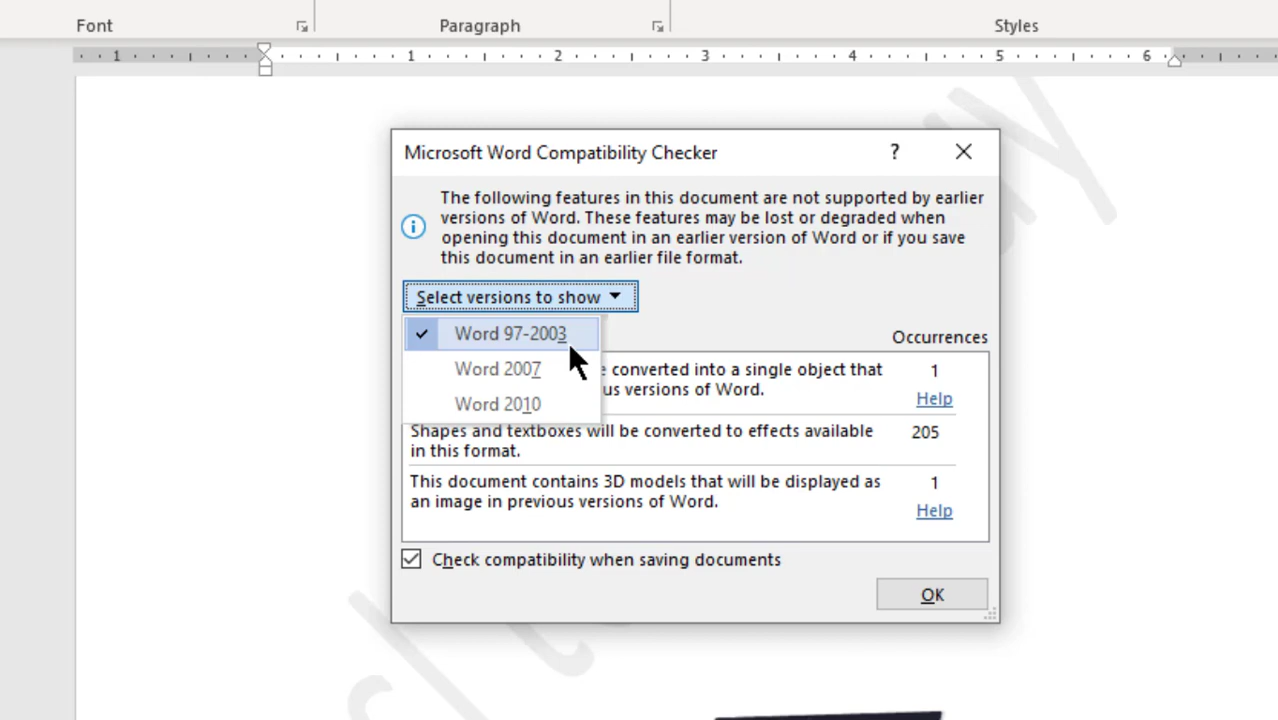 Font
Paragraph
Styles
1 1 2 3 4 5 6
Microsoft Word Compatibility Checker ?
The following features in this document are not supported by earlier
versions of Word. These features may be lost or degraded when
opening this document in an earlier version of Word or if you save
this document in an earlier file format.
Select versions to show
Word 97-2003
Word 2007
Word 2010
Occurrences
converted into a single object that 1
versions of Word. Help
Shapes and textboxes will be converted to effects available 205
in this format.
This document contains 3D models that will be displayed as 1
an image in previous versions of Word. Help
Check compatibility when saving documents
OK